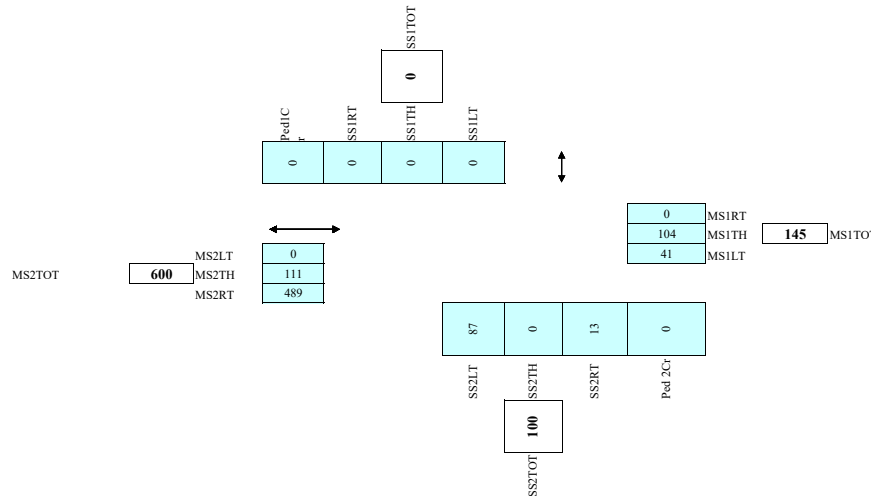 SS1TOT
0
Ped1C
r
SS1RT
SS1TH
SS1LT
0
0
0
0
0
MS1RT
104
MS1TH
145
MS1TO
41
MS1LT
MS2LT
0
MS2TOT
600
MS2TH
111
MS2RT
489
87
0
13
0
SS2LT
SS2TH
SS2RT
Ped 2Cr
100
SS2TOT